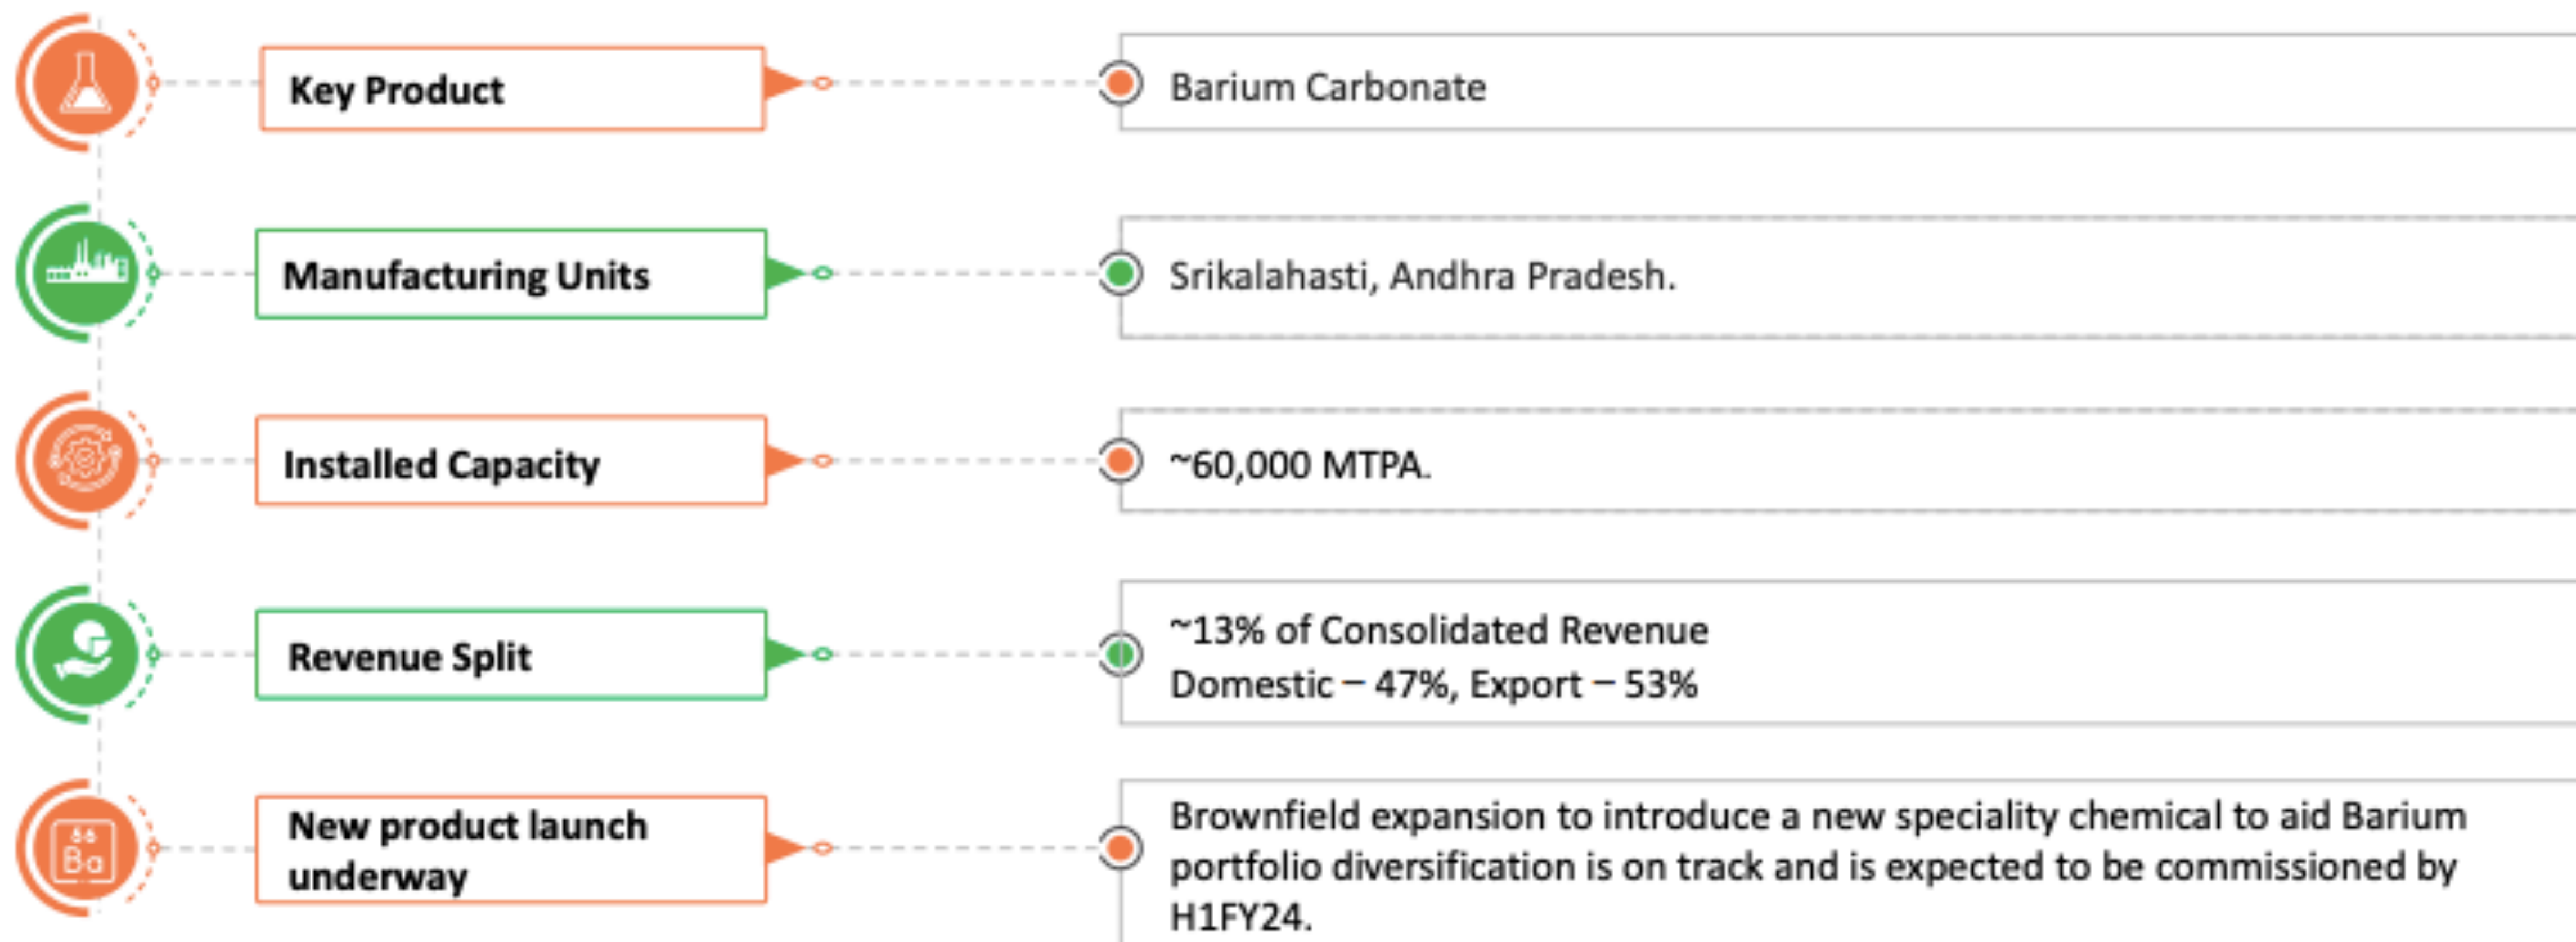 Key Product
Barium Carbonate
Manufacturing Units
Srikalahasti, Andhra Pradesh.
Installed Capacity
~60,000 MTPA.
Revenue Split
~13% of Consolidated Revenue
Domestic – 47%, Export – 53%
66
Ba
New product launch
underway
Brownfield expansion to introduce a new speciality chemical to aid Barium
portfolio diversification is on track and is expected to be commissioned by
H1FY24.